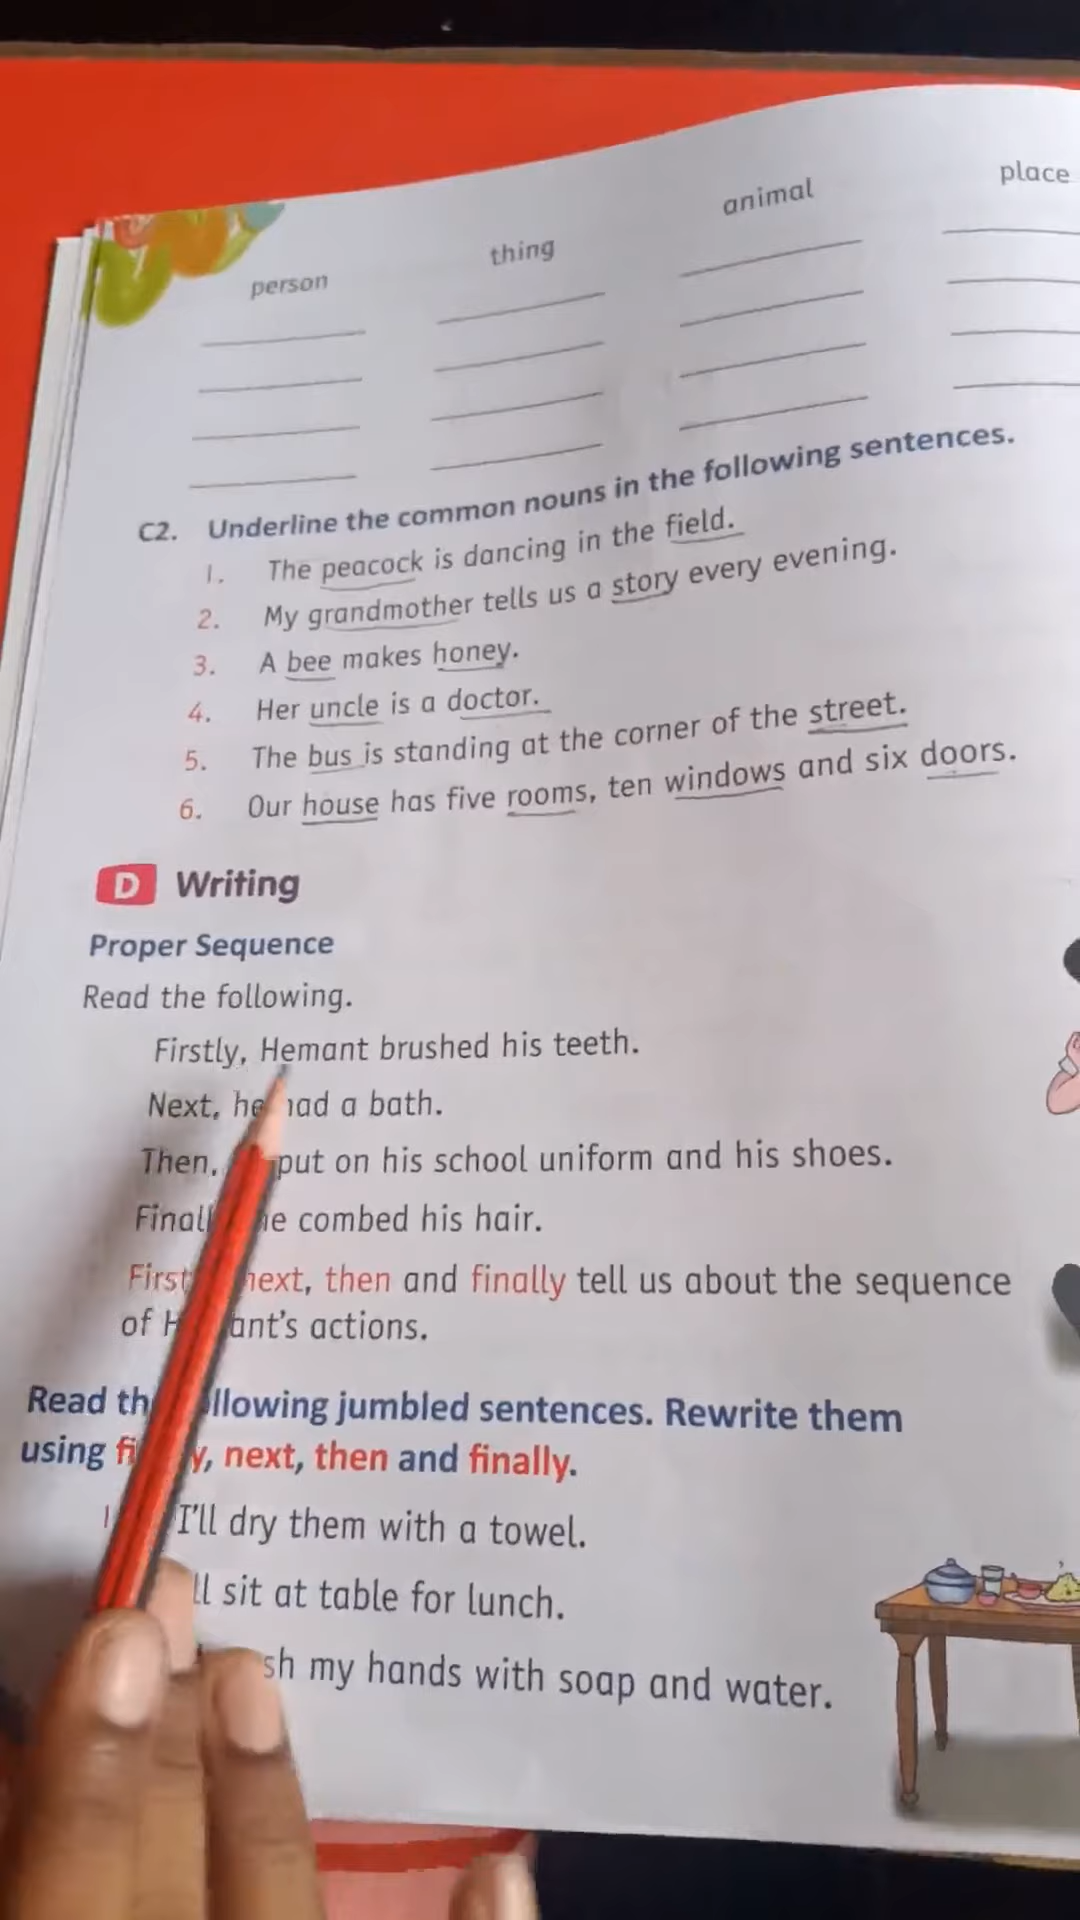 person thing animal place
C2. Underline the common nouns in the following sentences.
1. The peacock is dancing in the field.
2. My grandmother tells us a story every evening.
3. A bee makes honey.
4. Her uncle is a doctor.
5. The bus is standing at the corner of the street.
6. Our house has five rooms, ten windows and six doors.
D Writing
Proper Sequence
Read the following.
Firstly, Hemant brushed his teeth.
Next, he had a bath.
Then, put on his school uniform and his shoes.
combed his hair.
next, then and finally tell us about the sequence
of actions.
Read following jumbled sentences. Rewrite them
using next, then and finally.
I'll dry them with a towel.
sit at table for lunch.
my hands with soap and water.